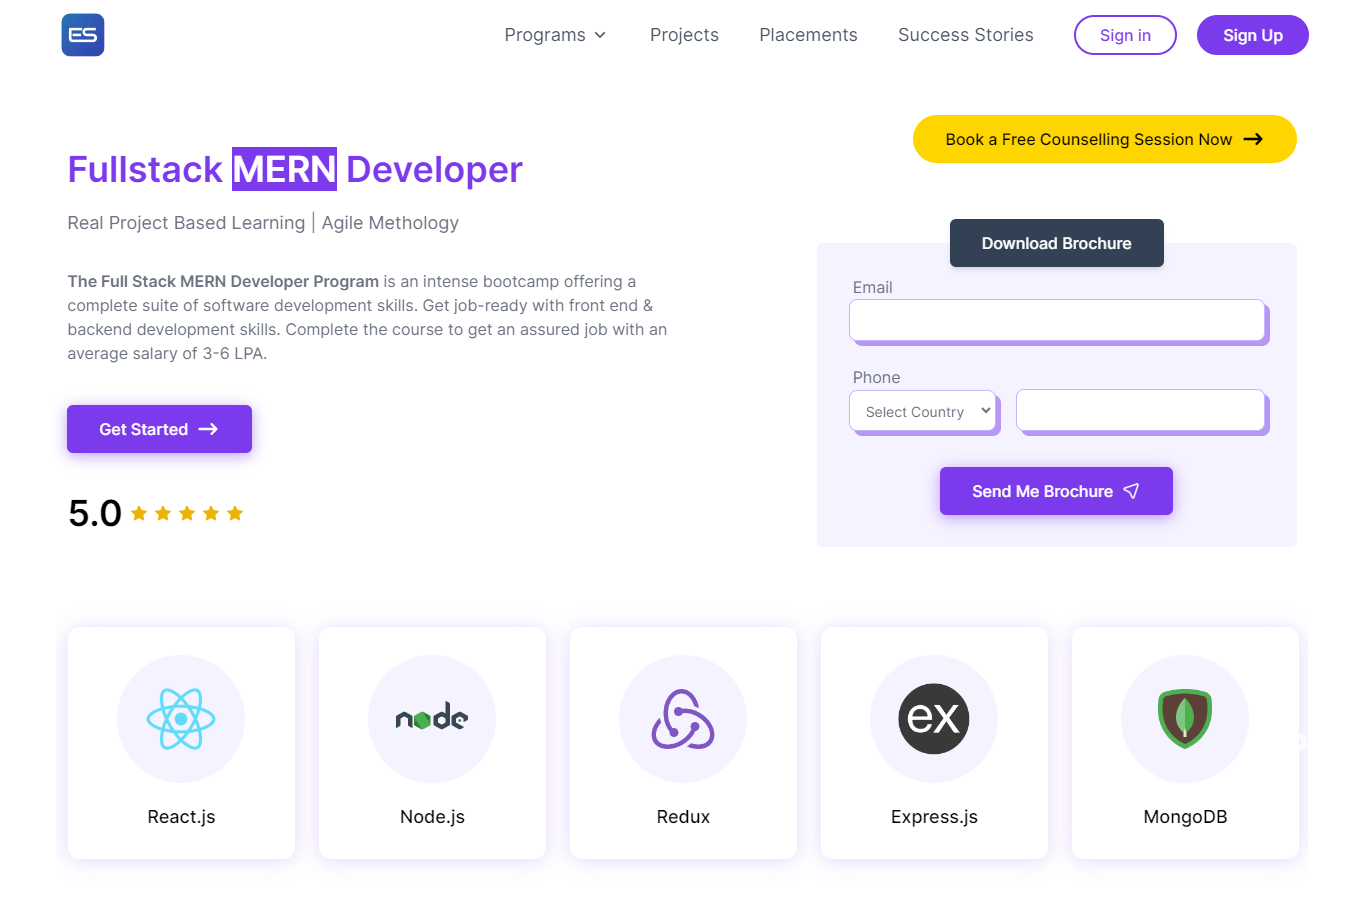 ES
Programs
Projects
Placements
Success Stories
Sign in
Sign Up
Book a Free Counselling Session Now
Fullstack MERN Developer
Real Project Based Learning | Agile Methology
The Full Stack MERN Developer Program is an intense bootcamp offering a
complete suite of software development skills. Get job-ready with front end &
backend development skills. Complete the course to get an assured job with an
average salary of 3-6 LPA.
Get Started
5.0
Download Brochure
Email
Phone
Select Country
Send Me Brochure
node
ex
React.js
Node.js
Redux
Express.js
MongoDB